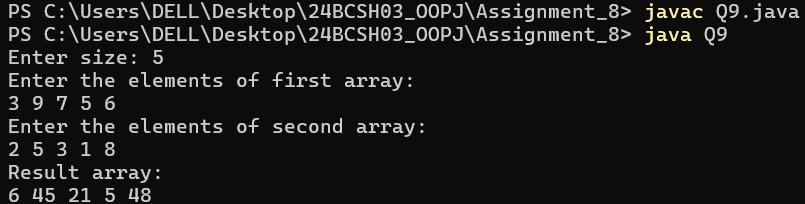 PS C:\Users\DELL\Desktop\24BCSH03_OOPJ\Assignment_8> javac Q9.java
PS C:\Users\DELL\Desktop\24BCSH03_OOPJ\Assignment_8> java Q9
Enter size: 5
Enter the elements of first array:
3 9 7 5 6
Enter the elements of second array:
2 5 3 1 8
Result array:
6 45 21 5 48